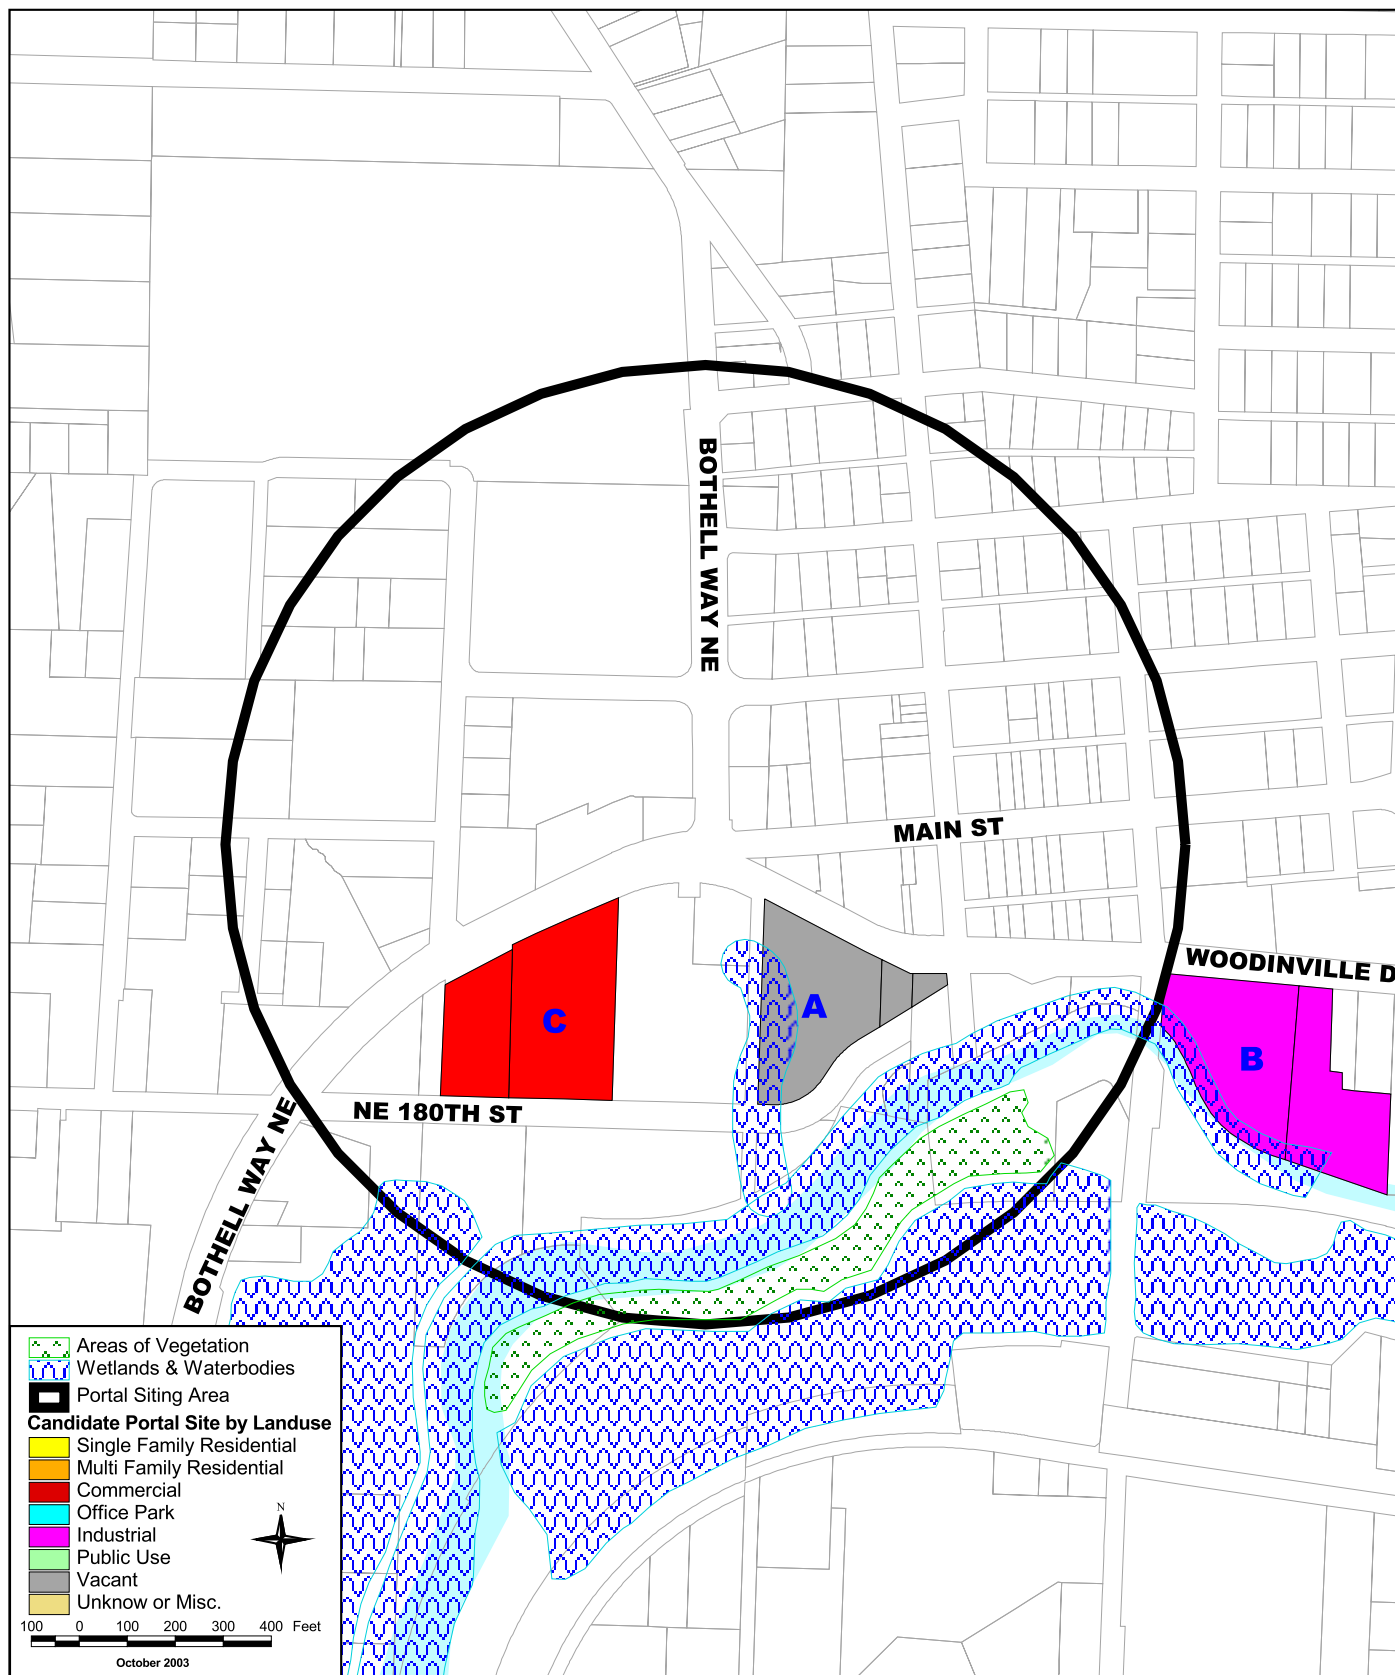 BOTHELL WAY NE
MAIN ST
WOODINVILLE D
A
C
B
NE 180TH ST
BOTHELL WAY NE
Areas of Vegetation
Wetlands & Waterbodies
Portal Siting Area
Candidate Portal Site by Landuse
Single Family Residential
Multi Family Residential
Commercial
Office Park
Industrial
Public Use
Vacant
Unknow or Misc.
N
100 0 100 200 300 400 Feet
October 2003